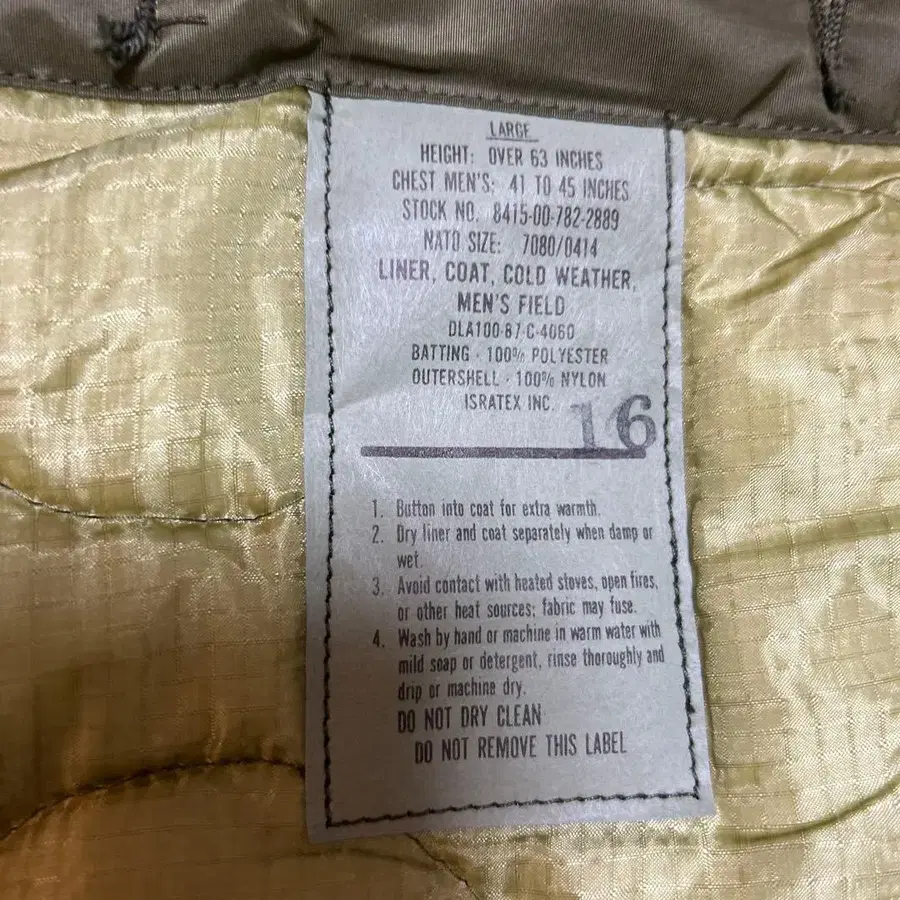 LARGE
HEIGHT: OVER 63 INCHES
CHEST MEN'S: 41 TO 45 INCHES
STOCK NO. 8415-00-782-2889
NATO SIZE: 7080/0414
LINER, COAT, COLD WEATHER,
MEN'S FIELD
DLA100-87-C-4060
BATTING - 100% POLYESTER
OUTERSHELL - 100% NYLON
ISRATEX INC.
16
1. Button into coat for extra warmth.
2. Dry liner and coat separately when damp or
wet.
3. Avoid contact with heated stoves, open fires,
or other heat sources; fabric may fuse.
4. Wash by hand or machine in warm water with
mild soap or detergent, rinse thoroughly and
drip or machine dry.
DO NOT DRY CLEAN
DO NOT REMOVE THIS LABEL